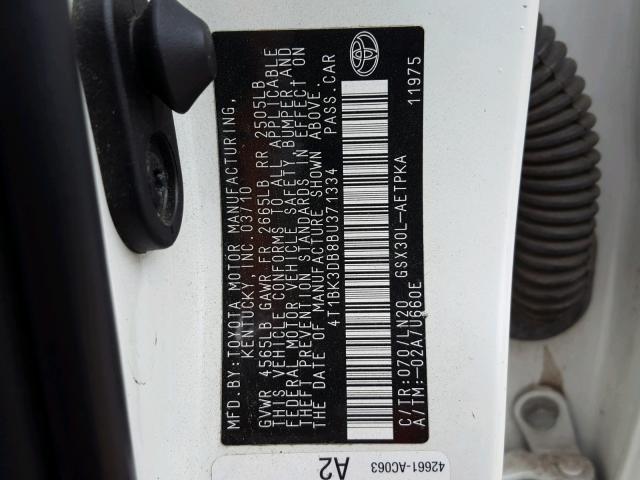 MFD.BY:TOYOTA MOTOR MANUFACTURING,
KENTUCKY, INC. 03/10
GVWR 4565LB GAWR FR 2665LB RR 2505LB
THIS VEHICLE CONFORMS TO ALL APPLICABLE
FEDERAL MOTOR VEHICLE SAFETY, BUMPER, AND
THEFT PREVENTION STANDARDS IN EFFECT ON
THE DATE OF MANUFACTURE SHOWN ABOVE.
4T1BK3DB8BU371334 PASS.CAR
C/TR:070/LN20 GSX30L-AETPKA
A/TM:-02A/U660E 11975
42661-AC063
A2